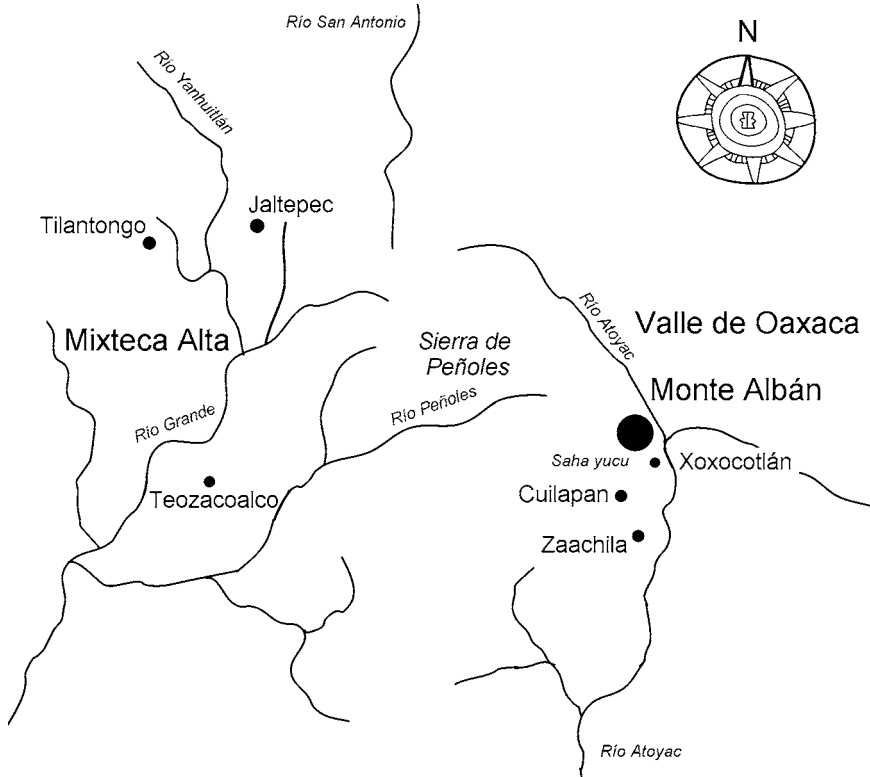 Río San Antonio
N
Río Yanhuitlán
Jaltepec
Tilantongo
Río Atoyac
Valle de Oaxaca
Mixteca Alta
Sierra de
Peñoles
Monte Albán
Río Grande
Río Peñoles
Saha yucu
Xoxocotlán
Teozacoalco
Cuilapan
Zaachila
Río Atoyac